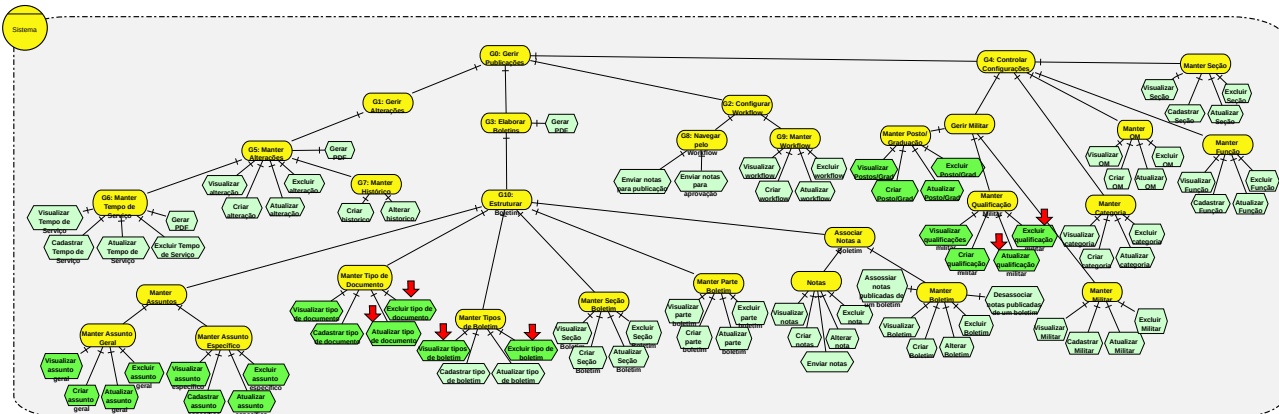 Sistema
G0: Gerir
Publicações
G4: Controlar
Configurações
Manter Seção
Visualizar
Seção
Excluir
Seção
Cadastrar
Seção
Atualizar
Seção
G1: Gerir
Alterações
G3: Elaborar
Boletins
Gerar
PDF
G2: Configurar
Workflow
G8: Navegar
pelo
Workflow
G9: Manter
Workflow
Enviar notas
para publicação
Enviar notas
para
aprovação
Visualizar
workflow
Excluir
workflow
Criar
workflow
Atualizar
workflow
Manter Posto/
Graduação
Gerir Militar
Visualizar
Postos/Grad
Excluir
Posto/Grad
Criar
Posto/Grad
Atualizar
Posto/Grad
Manter
OM
Visualizar
OM
Excluir
OM
Criar
OM
Atualizar
OM
Manter
Função
Visualizar
Função
Excluir
Função
Cadastrar
Função
Atualizar
Função
G5: Manter
Alterações
Gerar
PDF
Visualizar
alteração
Excluir
alteração
Criar
alteração
Atualizar
alteração
G7: Manter
Histórico
Criar
historico
Alterar
historico
G6: Manter
Tempo de
Serviço
Visualizar
Tempo de
Serviço
Gerar
PDF
Cadastrar
Tempo de
Serviço
Atualizar
Tempo de
Serviço
Excluir Tempo
de Serviço
G10:
Estruturar
Boletim
Manter
Qualificação
Militar
Visualizar
qualificações
militar
Excluir
qualificação
militar
Criar
qualificação
militar
Atualizar
qualificação
militar
Manter
Categoria
Visualizar
categoria
Excluir
categoria
Criar
categoria
Atualizar
categoria
Associar
Notas a
Boletim
Manter
Assuntos
Manter Tipo de
Documento
Visualizar tipo
de documento
Excluir tipo de
documento
Cadastrar tipo
de documento
Atualizar tipo
de documento
Manter Tipos
de Boletim
Visualizar tipos
de boletim
Excluir tipo de
boletim
Cadastrar tipo
de boletim
Atualizar tipo
de boletim
Manter Seção
Boletim
Visualizar
Seção
Boletim
Excluir
Seção
Boletim
Criar
Seção
Boletim
Atualizar
Seção
Boletim
Manter Parte
Boletim
Visualizar
parte
boletim
Excluir
parte
boletim
Criar
parte
boletim
Atualizar
parte
boletim
Notas
Visualizar
notas
Excluir
nota
Criar
notas
Alterar
nota
Enviar notas
Assossiar
notas
publicadas de
um boletim
Manter
Boletim
Desassociar
notas publicadas
de um boletim
Visualizar
Boletim
Excluir
Boletim
Criar
Boletim
Alterar
Boletim
Manter
Militar
Visualizar
Militar
Excluir
Militar
Cadastrar
Militar
Atualizar
Militar
Manter Assunto
Geral
Visualizar
assunto
geral
Excluir
assunto
geral
Criar
assunto
geral
Atualizar
assunto
geral
Manter Assunto
Especifico
Visualizar
assunto
especifico
Excluir
assunto
especifico
Cadastrar
assunto
Atualizar
assunto